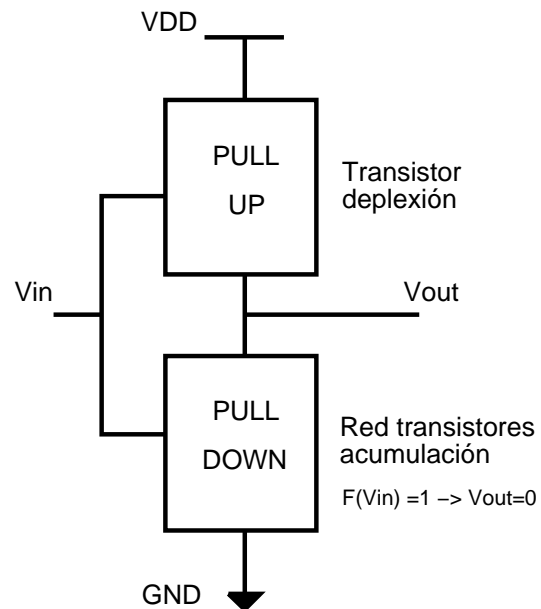 VDD
PULL
UP
Transistor
deplexión
Vin
Vout
PULL
DOWN
Red transistores
acumulación
F(Vin) =1 −> Vout=0
GND